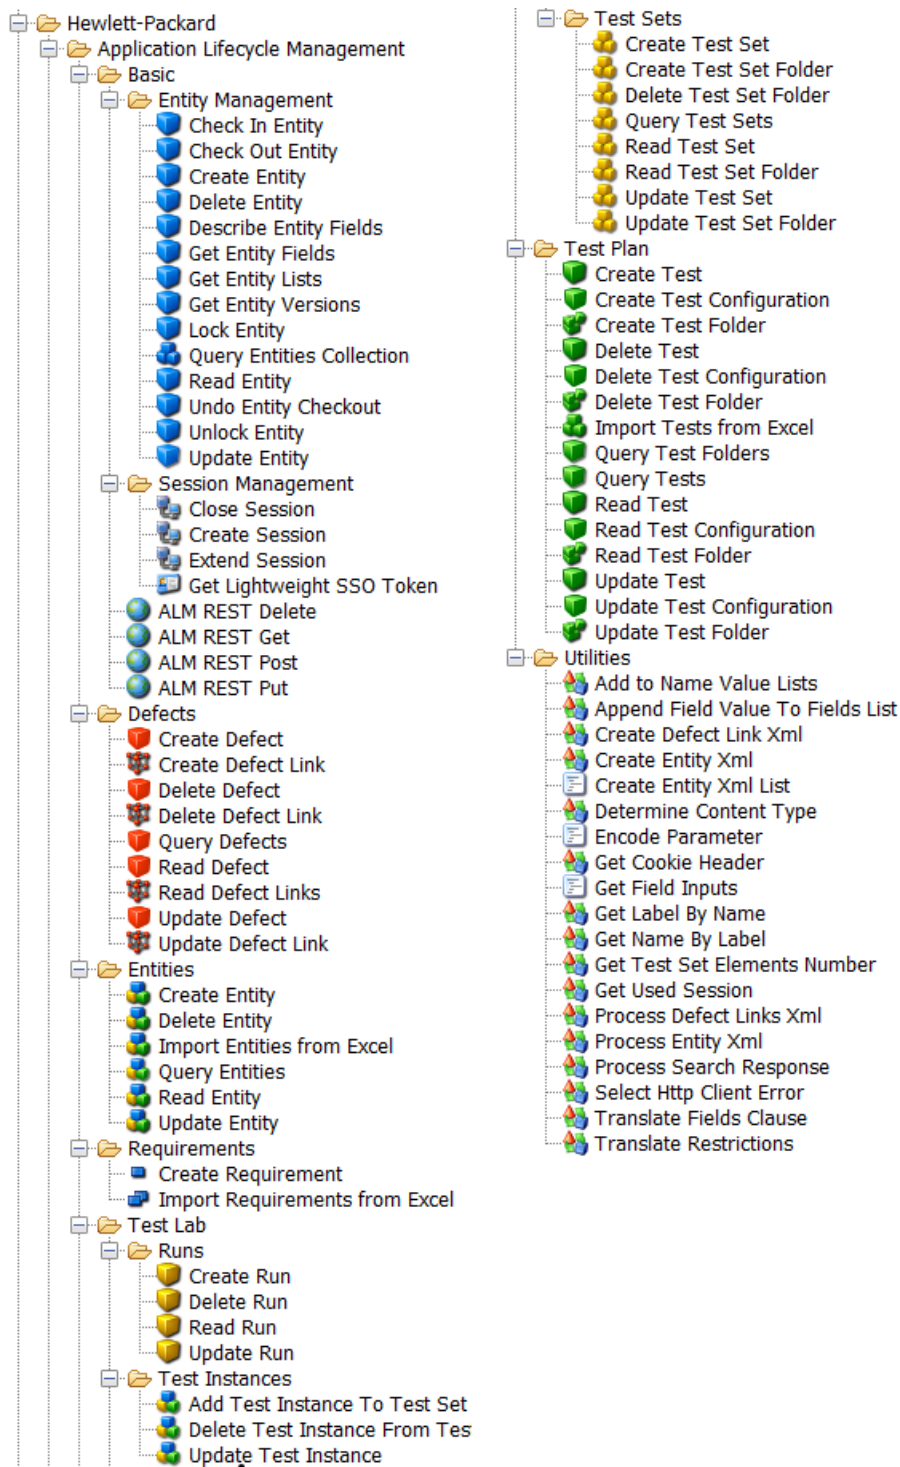 Hewlett-Packard
Application Lifecycle Management
Basic
Entity Management
Check In Entity
Check Out Entity
Create Entity
Delete Entity
Describe Entity Fields
Get Entity Fields
Get Entity Lists
Get Entity Versions
Lock Entity
Query Entities Collection
Read Entity
Undo Entity Checkout
Unlock Entity
Update Entity
Session Management
Close Session
Create Session
Extend Session
Get Lightweight SSO Token
ALM REST Delete
ALM REST Get
ALM REST Post
ALM REST Put
Defects
Create Defect
Create Defect Link
Delete Defect
Delete Defect Link
Query Defects
Read Defect
Read Defect Links
Update Defect
Update Defect Link
Entities
Create Entity
Delete Entity
Import Entities from Excel
Query Entities
Read Entity
Update Entity
Requirements
Create Requirement
Import Requirements from Excel
Test Lab
Runs
Create Run
Delete Run
Read Run
Update Run
Test Instances
Add Test Instance To Test Set
Delete Test Instance From Tes
Update Test Instance
Test Sets
Create Test Set
Create Test Set Folder
Delete Test Set Folder
Query Test Sets
Read Test Set
Read Test Set Folder
Update Test Set
Update Test Set Folder
Test Plan
Create Test
Create Test Configuration
Create Test Folder
Delete Test
Delete Test Configuration
Delete Test Folder
Import Tests from Excel
Query Test Folders
Query Tests
Read Test
Read Test Configuration
Read Test Folder
Update Test
Update Test Configuration
Update Test Folder
Utilities
Add to Name Value Lists
Append Field Value To Fields List
Create Defect Link Xml
Create Entity Xml
Create Entity Xml List
Determine Content Type
Encode Parameter
Get Cookie Header
Get Field Inputs
Get Label By Name
Get Name By Label
Get Test Set Elements Number
Get Used Session
Process Defect Links Xml
Process Entity Xml
Process Search Response
Select Http Client Error
Translate Fields Clause
Translate Restrictions